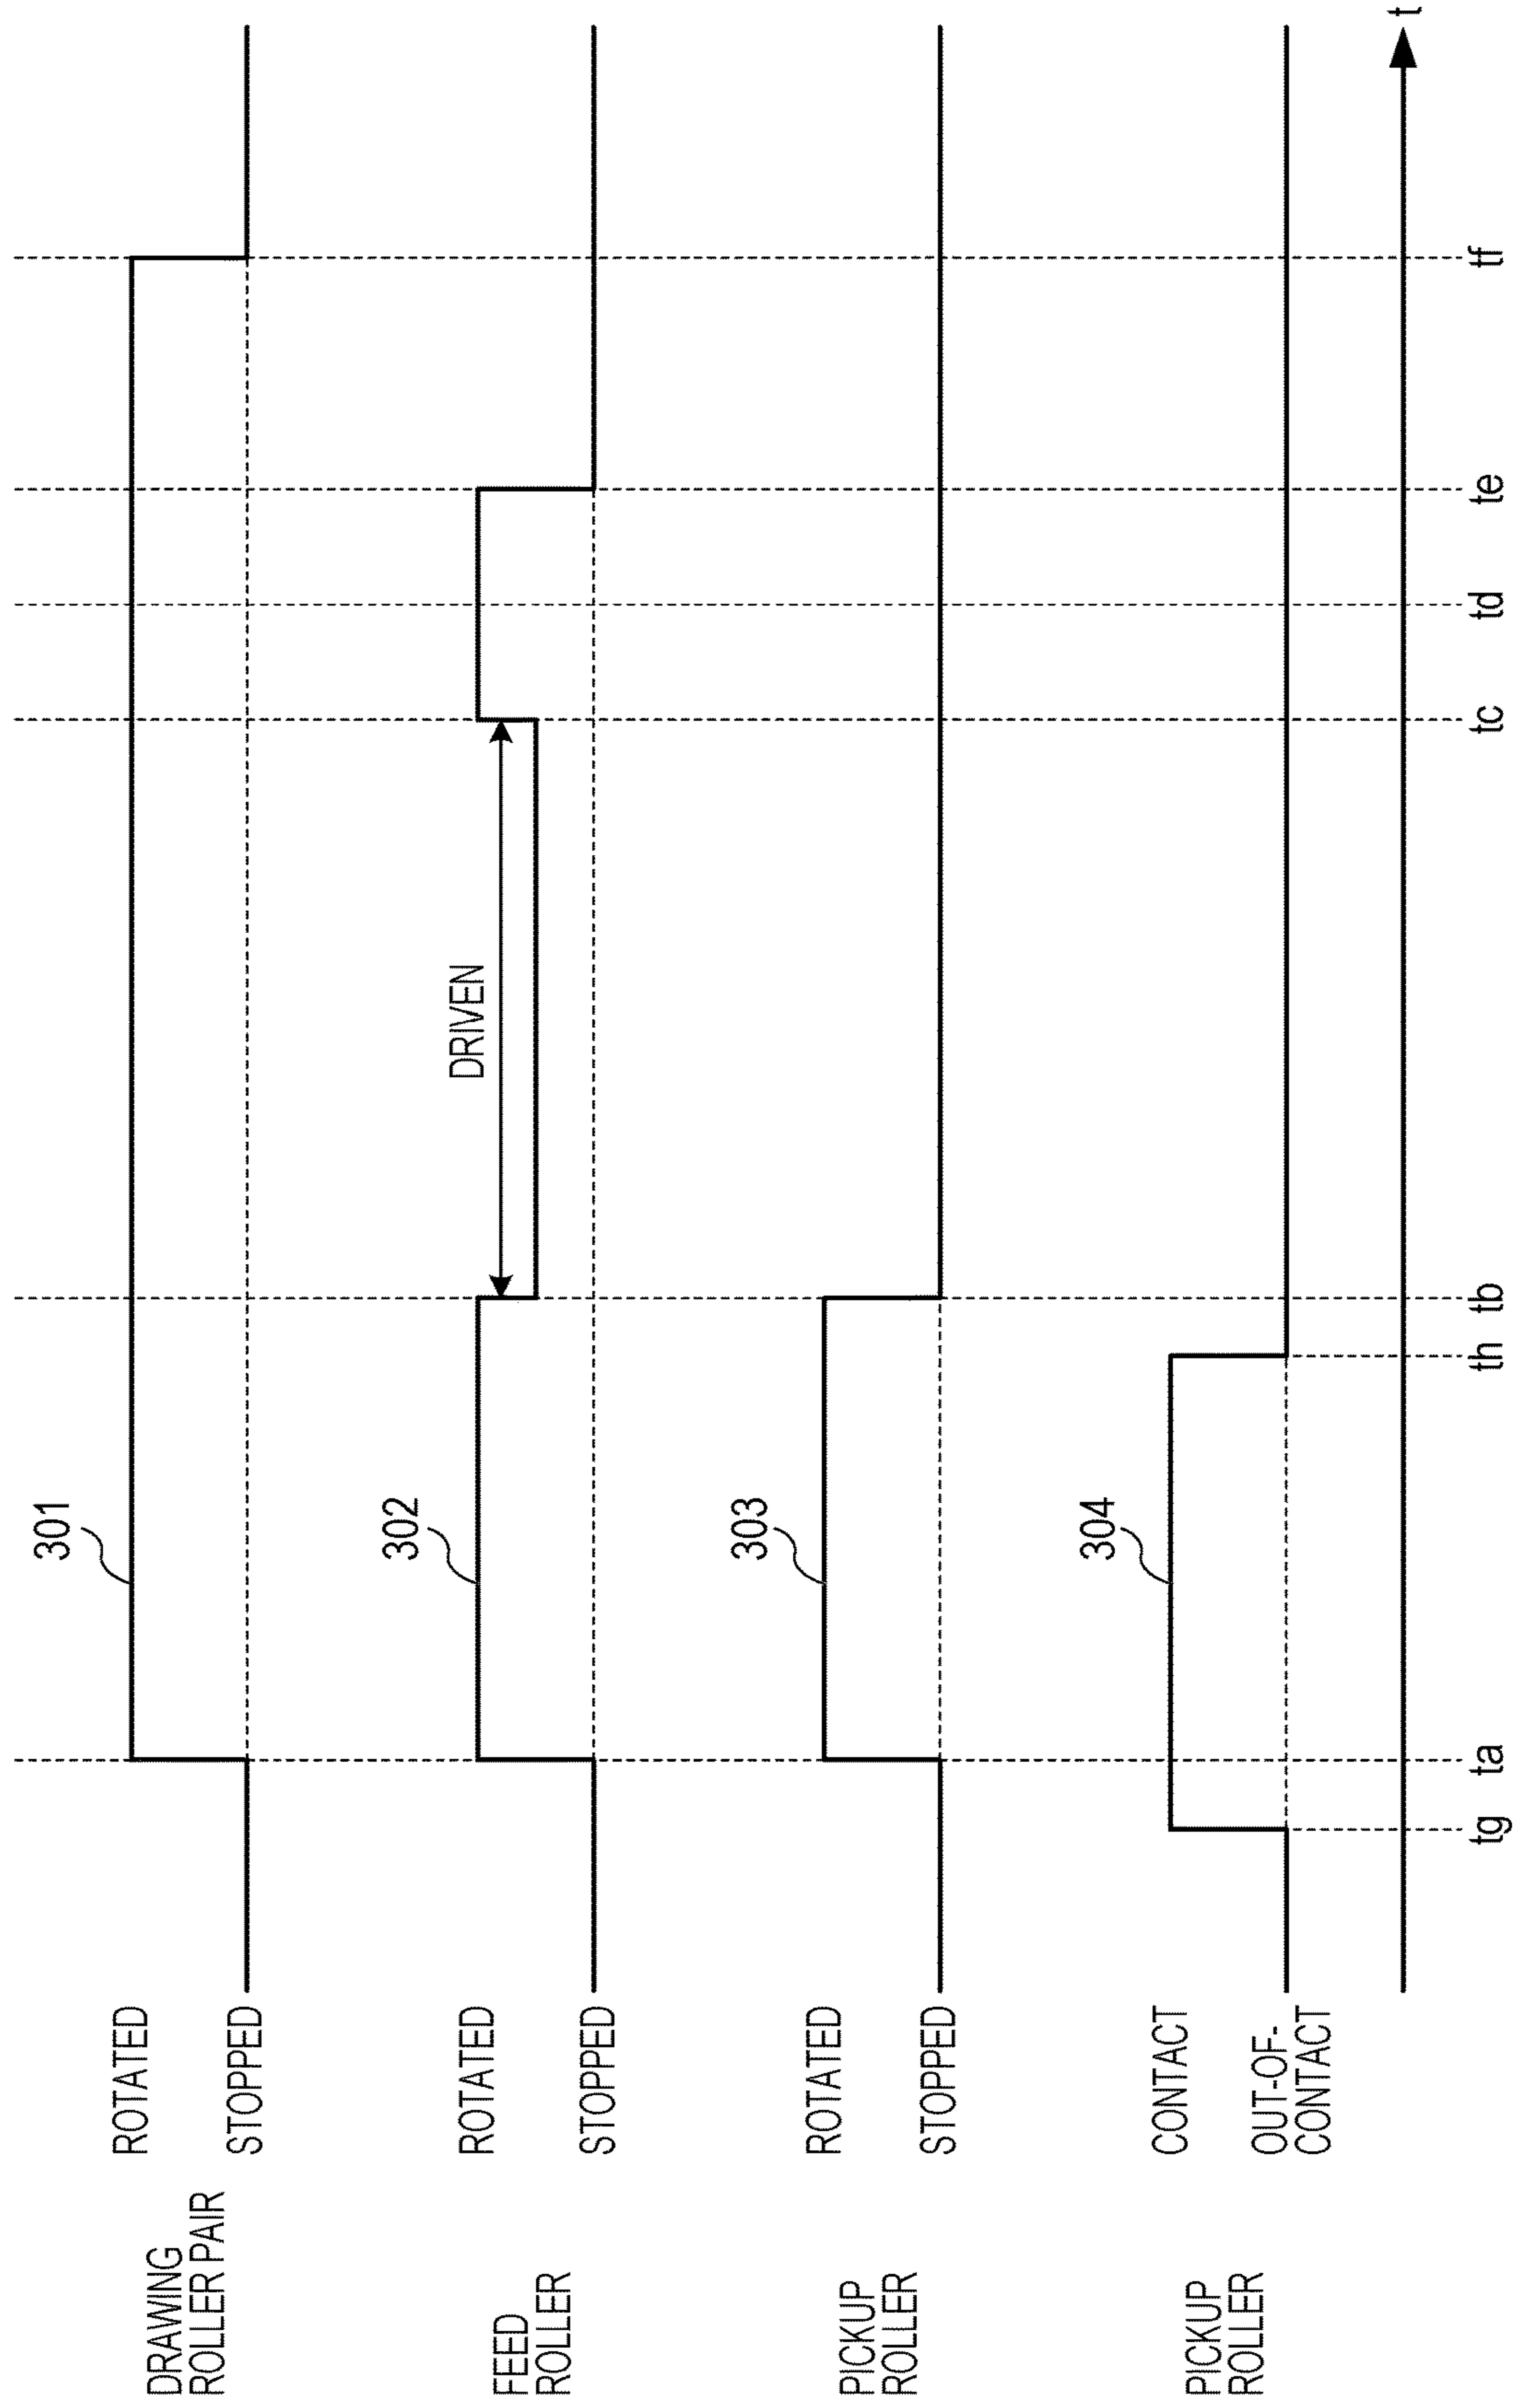 DRAWING
ROLLER PAIR
ROTATED
STOPPED
301
FEED
ROLLER
ROTATED
STOPPED
302
DRIVEN
PICKUP
ROLLER
ROTATED
STOPPED
303
PICKUP
ROLLER
CONTACT
OUT-OF-
CONTACT
304
tg ta th tb tc td te tf
t